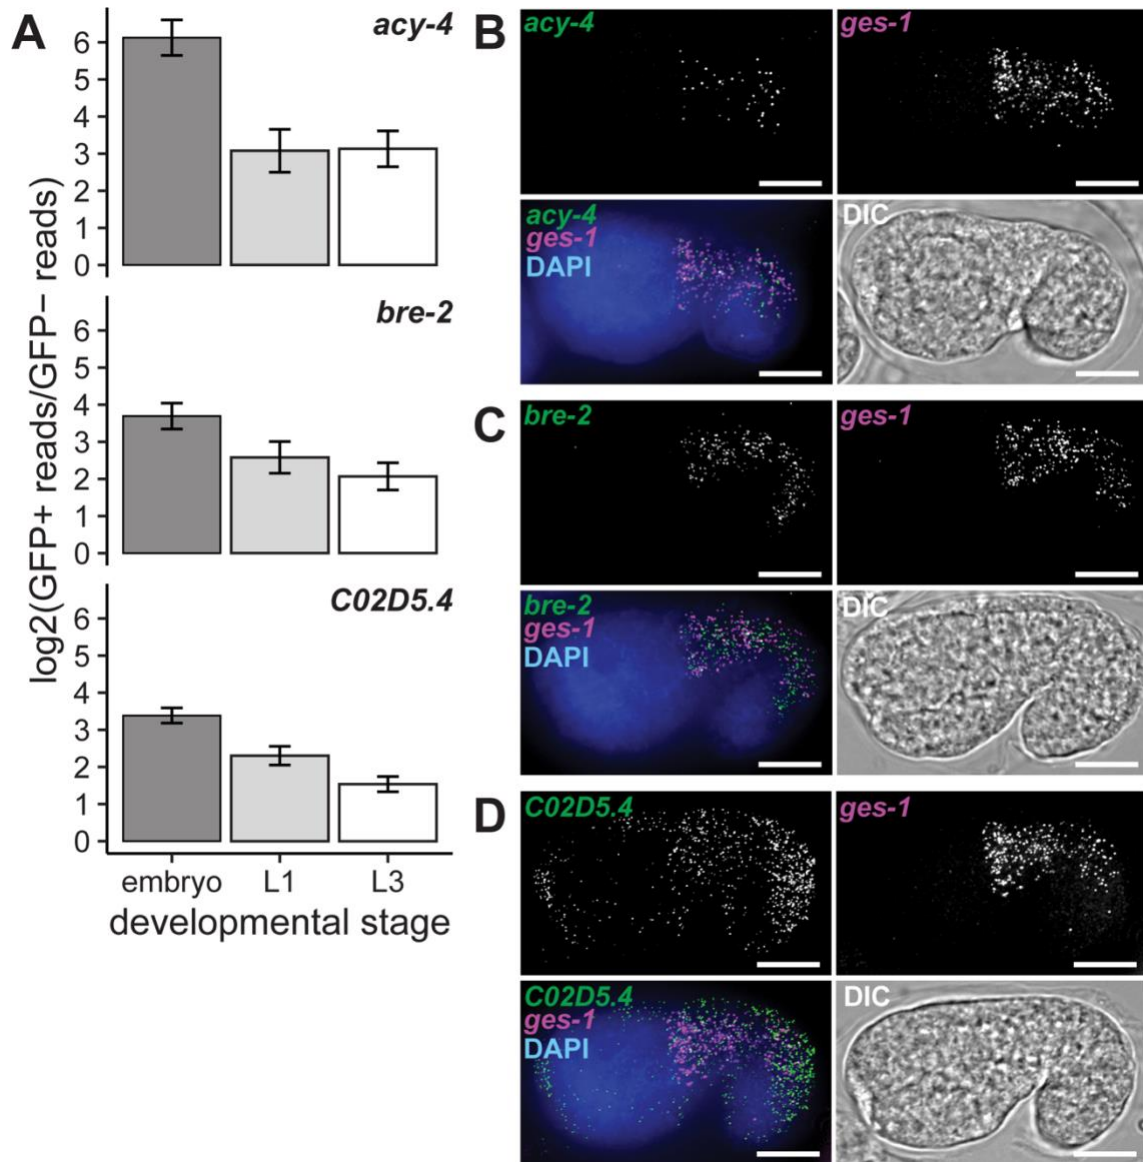 A
log2(GFP+ reads/GFP− reads)
acy-4
6
5
4
3
2
1
0
bre-2
6
5
4
3
2
1
0
C02D5.4
6
5
4
3
2
1
0
embryo L1 L3
developmental stage
B
acy-4
ges-1
acy-4
ges-1
DAPI
DIC
C
bre-2
ges-1
bre-2
ges-1
DAPI
DIC
D
C02D5.4
ges-1
C02D5.4
ges-1
DAPI
DIC